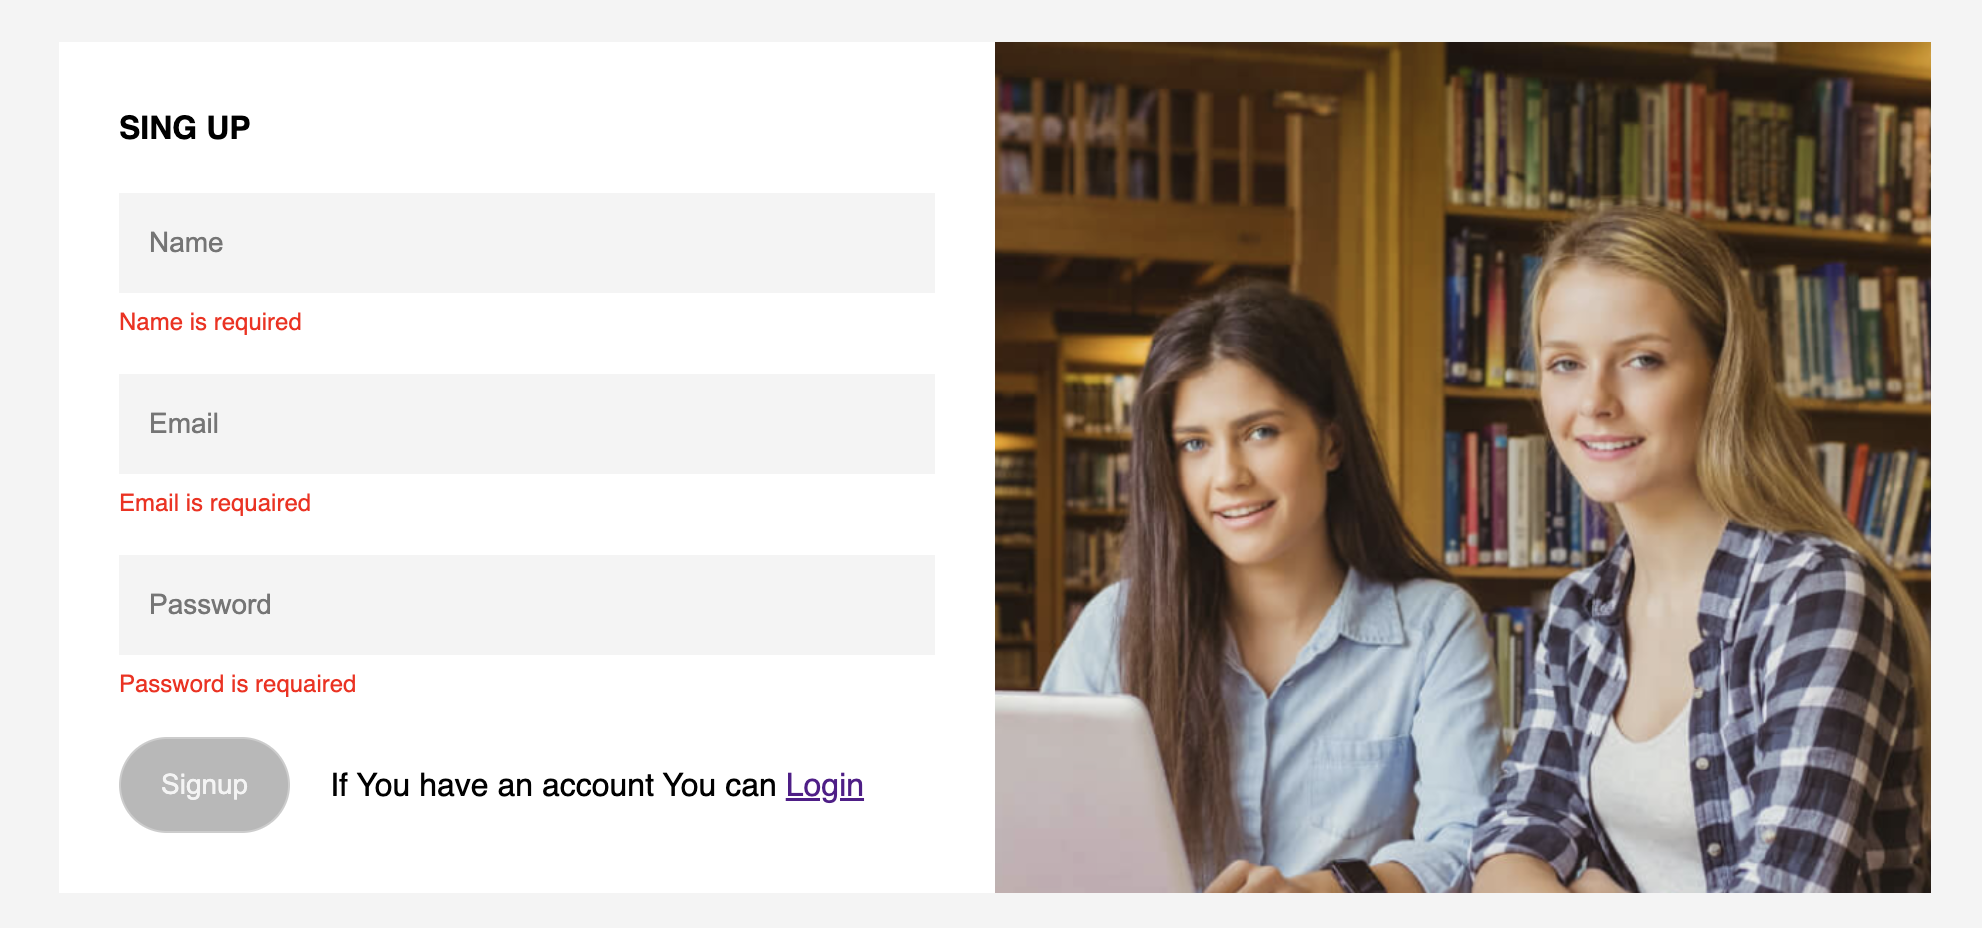 SING UP
Name
Name is required
Email
Email is requaired
Password
Password is requaired
Signup
If You have an account You can Login